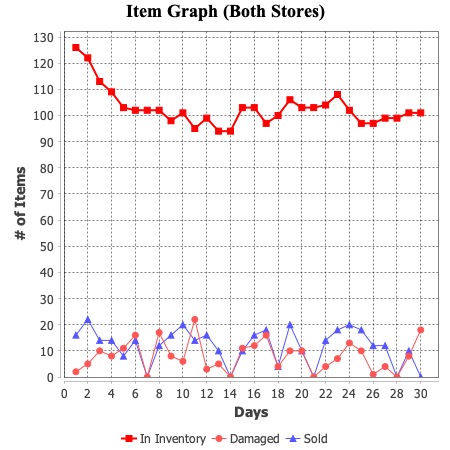 Item Graph (Both Stores)
130
120
110
100
90
80
70
60
50
40
30
20
10
0
# of Items
0 2 4 6 8 10 12 14 16 18 20 22 24 26 28 30
Days
In Inventory Damaged Sold